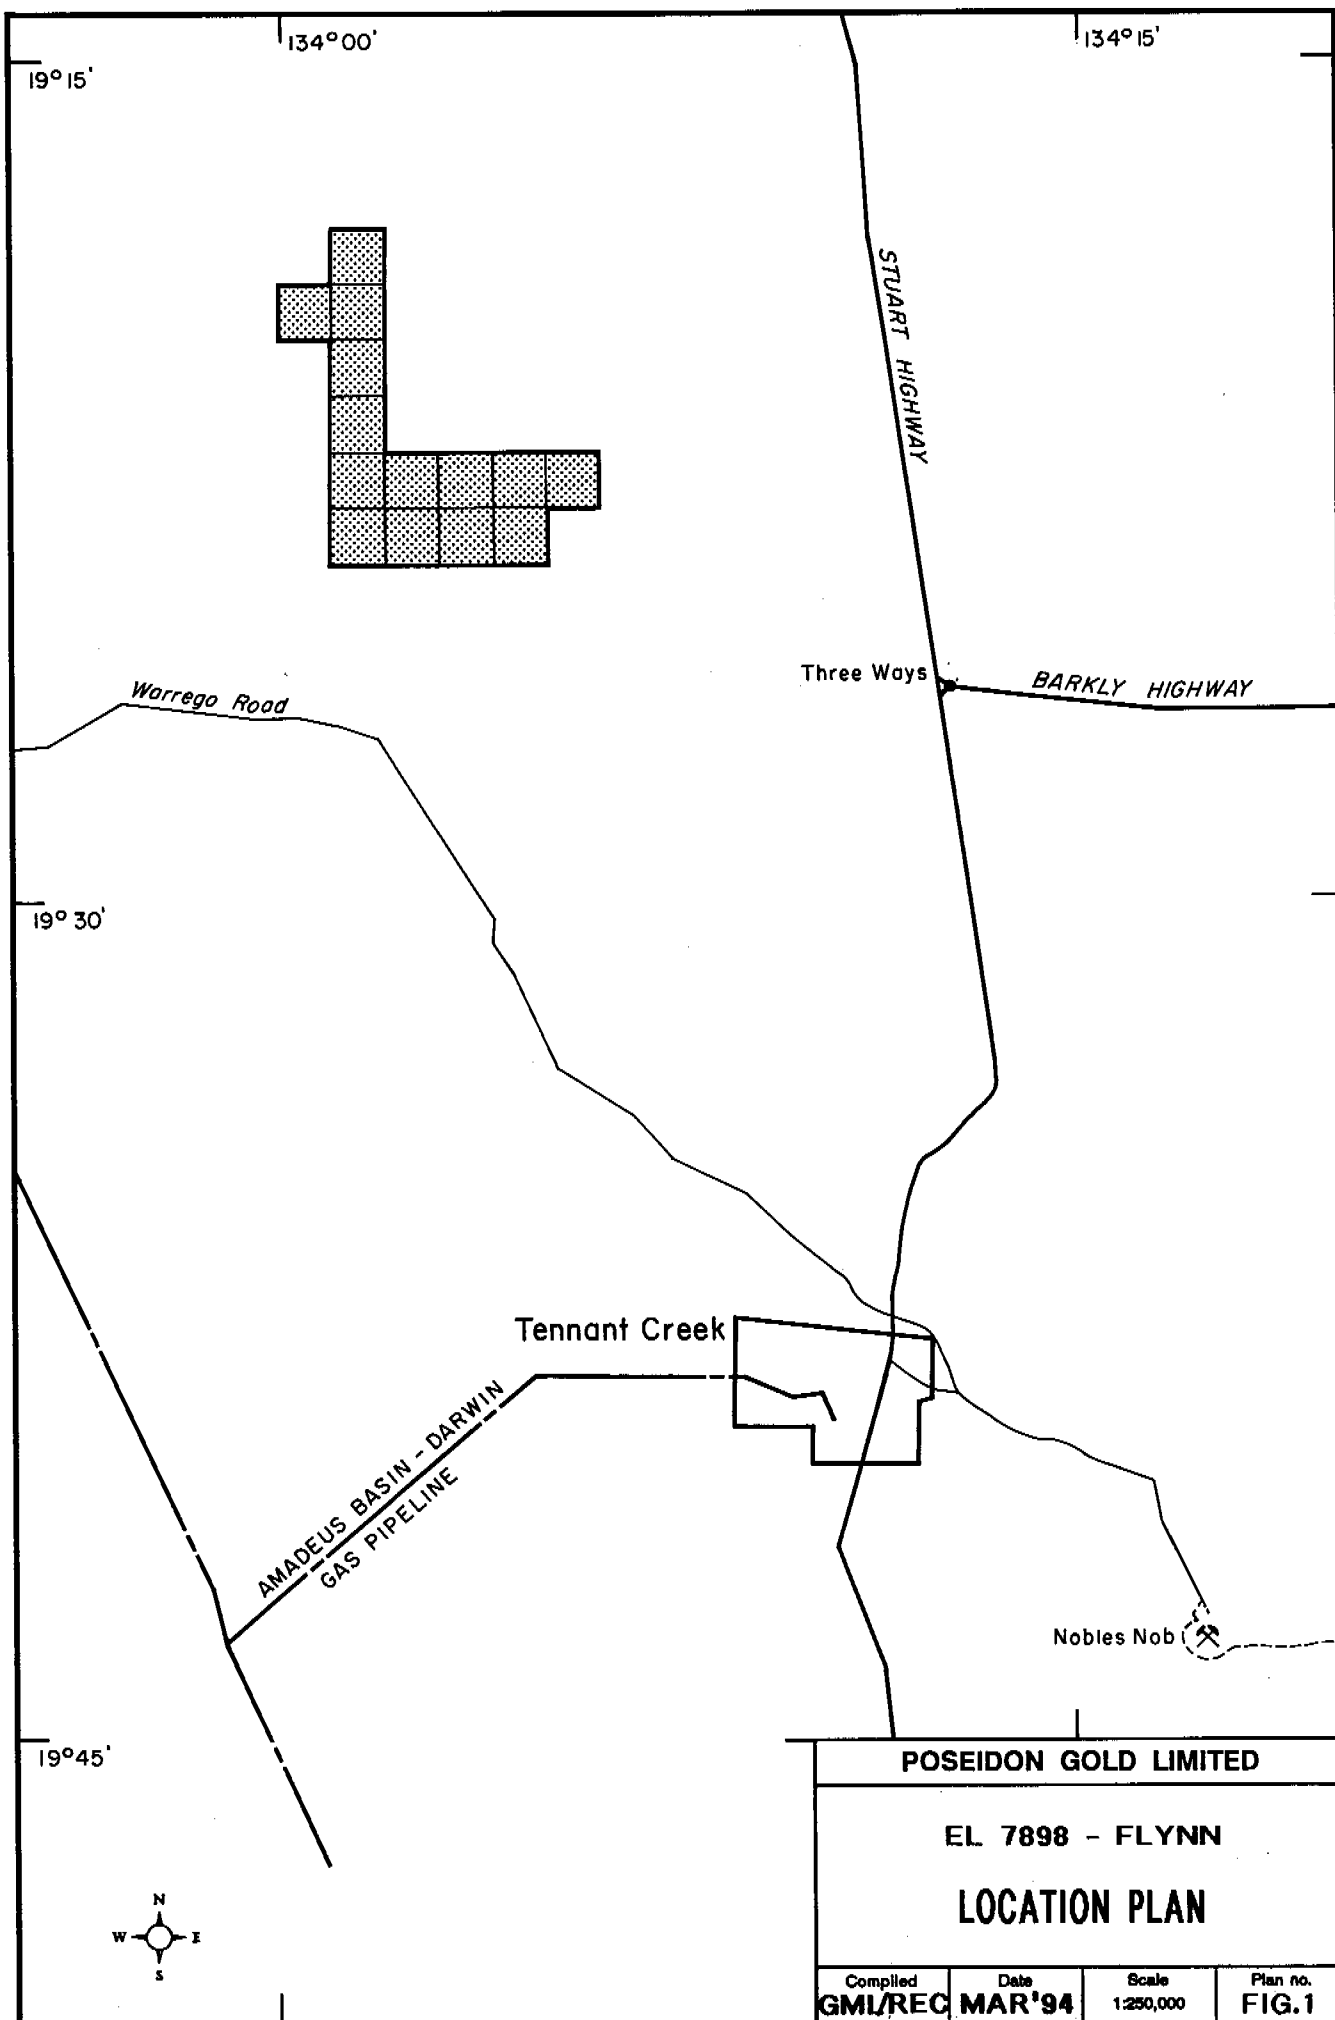 134°00'
134°15'
19°15'
STUART HIGHWAY
Three Ways
BARKLY HIGHWAY
Warrego Road
19°30'
Tennant Creek
AMADEUS BASIN - DARWIN
GAS PIPELINE
Nobles Nob
19°45'
POSEIDON GOLD LIMITED
EL 7898 - FLYNN
LOCATION PLAN
N
W E
S
Compiled
GML/REC
Date
MAR'94
Scale
1:250,000
Plan no.
FIG.1